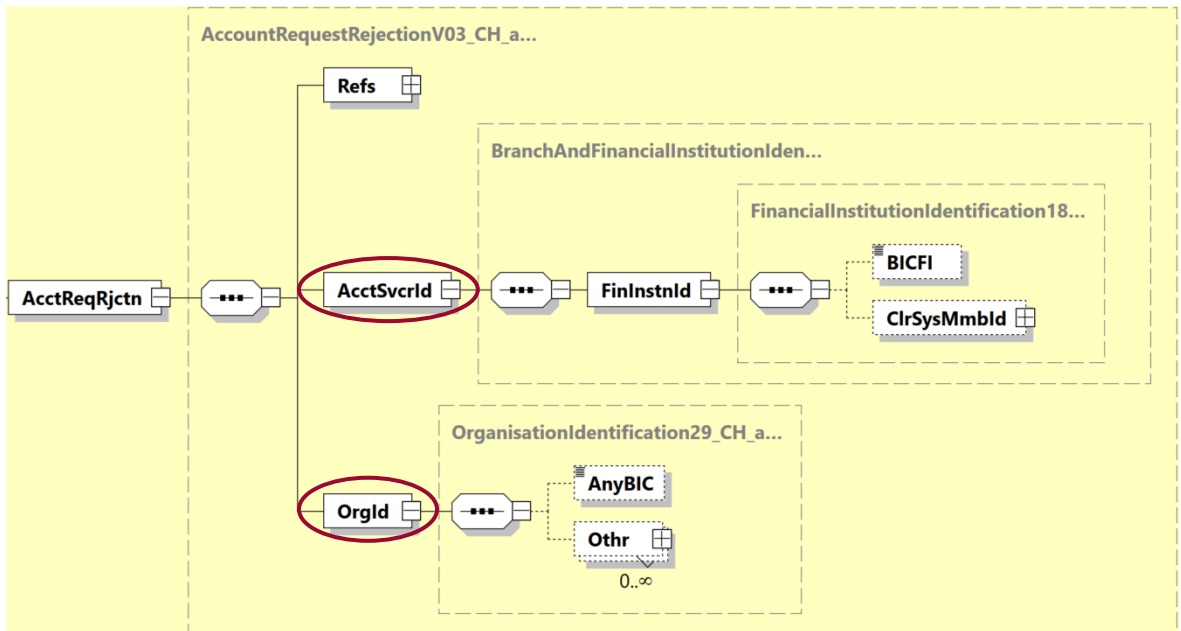 AccountRequestRejectionV03_CH_a...
Refs
BranchAndFinancialInstitutionIden...
FinancialInstitutionIdentification18...
BICFI
AcctReqRjctn
AcctSvcrId
FinInstnId
ClrSysMmbId
OrganisationIdentification29_CH_a...
AnyBIC
OrgId
Othr
0..∞